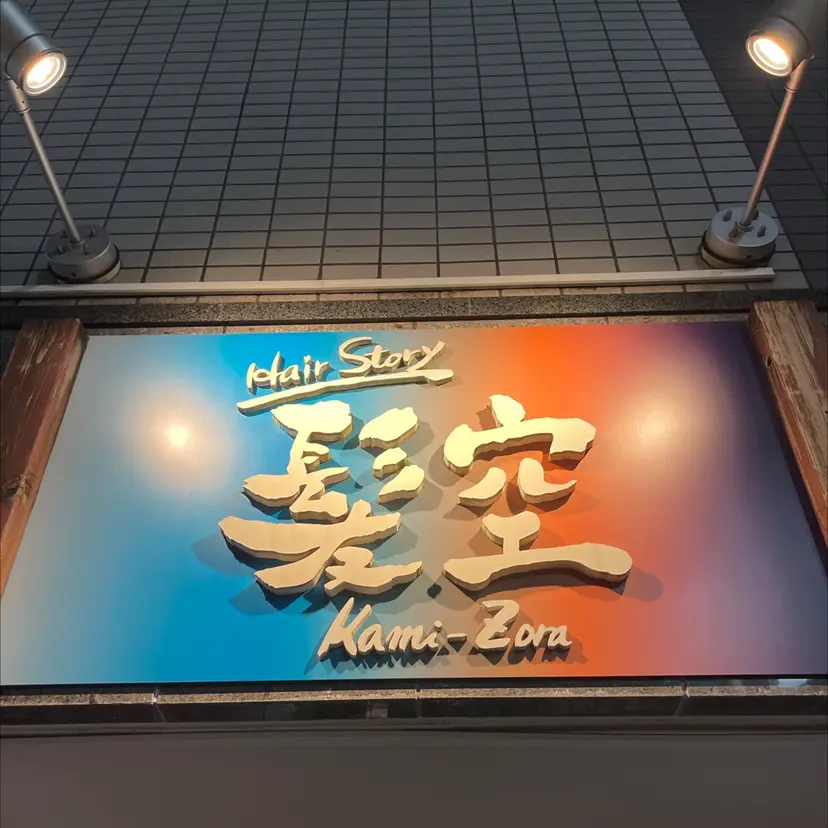 Hair Story
髪空
Kami-Zora